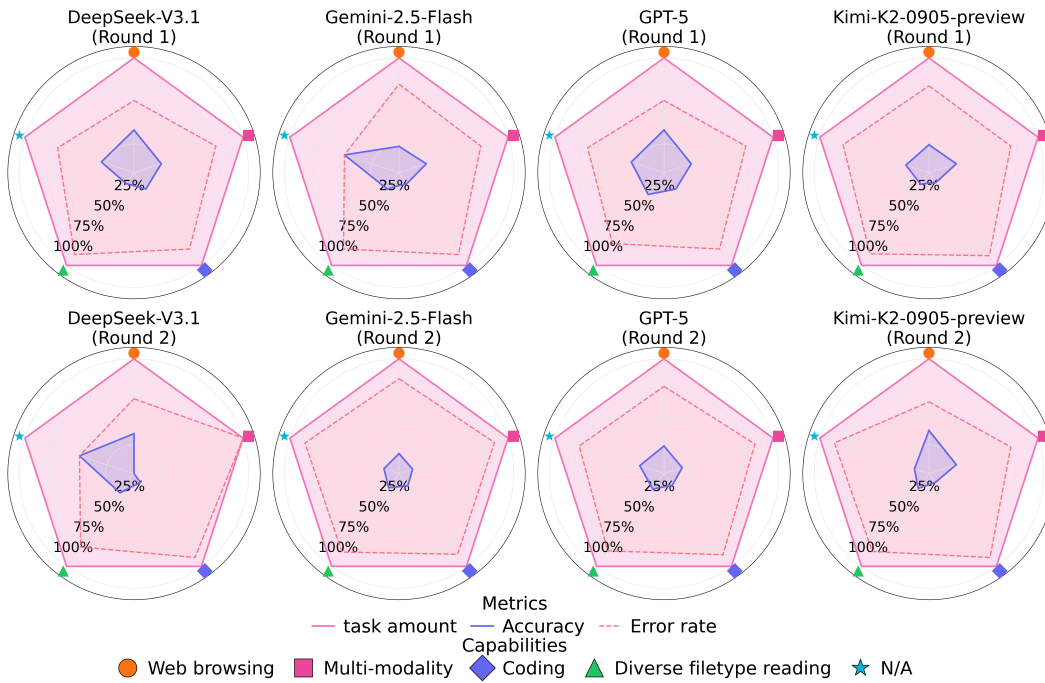 DeepSeek-V3.1
(Round 1)
Gemini-2.5-Flash
(Round 1)
GPT-5
(Round 1)
Kimi-K2-0905-preview
(Round 1)
25%
50%
75%
100%
25%
50%
75%
100%
25%
50%
75%
100%
25%
50%
75%
100%
DeepSeek-V3.1
(Round 2)
Gemini-2.5-Flash
(Round 2)
GPT-5
(Round 2)
Kimi-K2-0905-preview
(Round 2)
25%
50%
75%
100%
25%
50%
75%
100%
25%
50%
75%
100%
25%
50%
75%
100%
Metrics
task amount Accuracy Error rate
Capabilities
Web browsing Multi-modality Coding Diverse filetype reading N/A